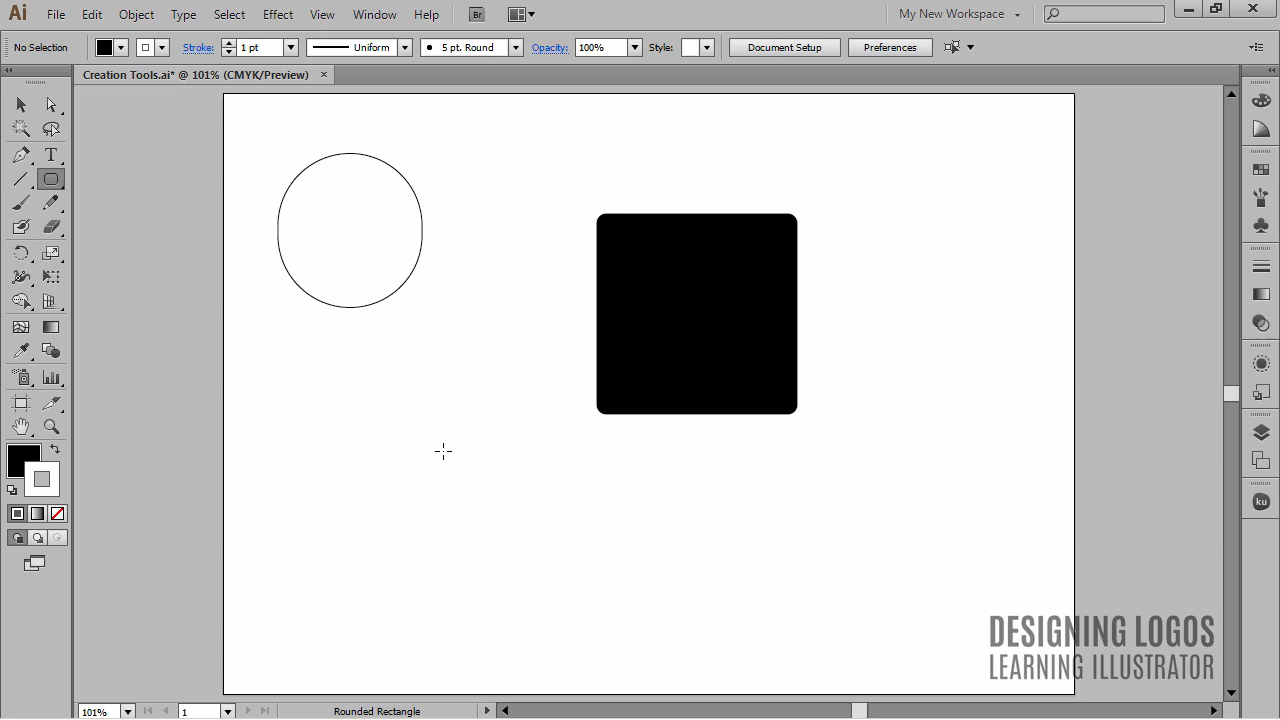 Ai File Edit Object Type Select Effect View Window Help Br My New Workspace
No Selection Stroke: 1 pt Uniform 5 pt. Round Opacity: 100% Style: Document Setup Preferences
Creation Tools.ai* @ 101% (CMYK/Preview) ×
T
ku
DESIGNING LOGOS
LEARNING ILLUSTRATOR
101% 1 Rounded Rectangle